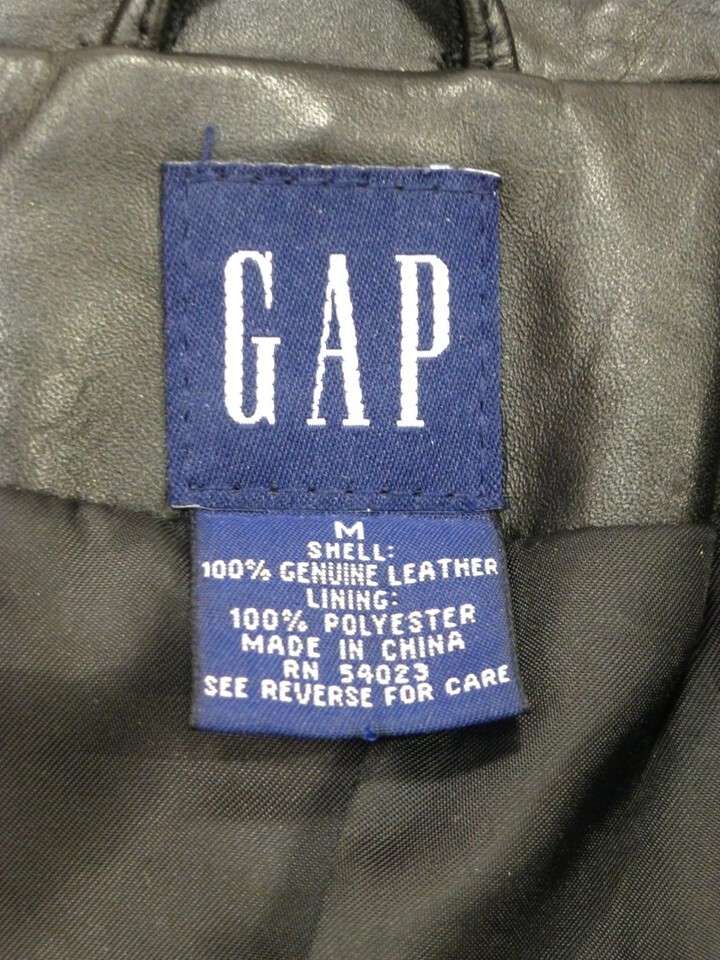 GAP
M
SHELL:
100% GENUINE LEATHER
LINING:
100% POLYESTER
MADE IN CHINA
RN 54023
SEE REVERSE FOR CARE